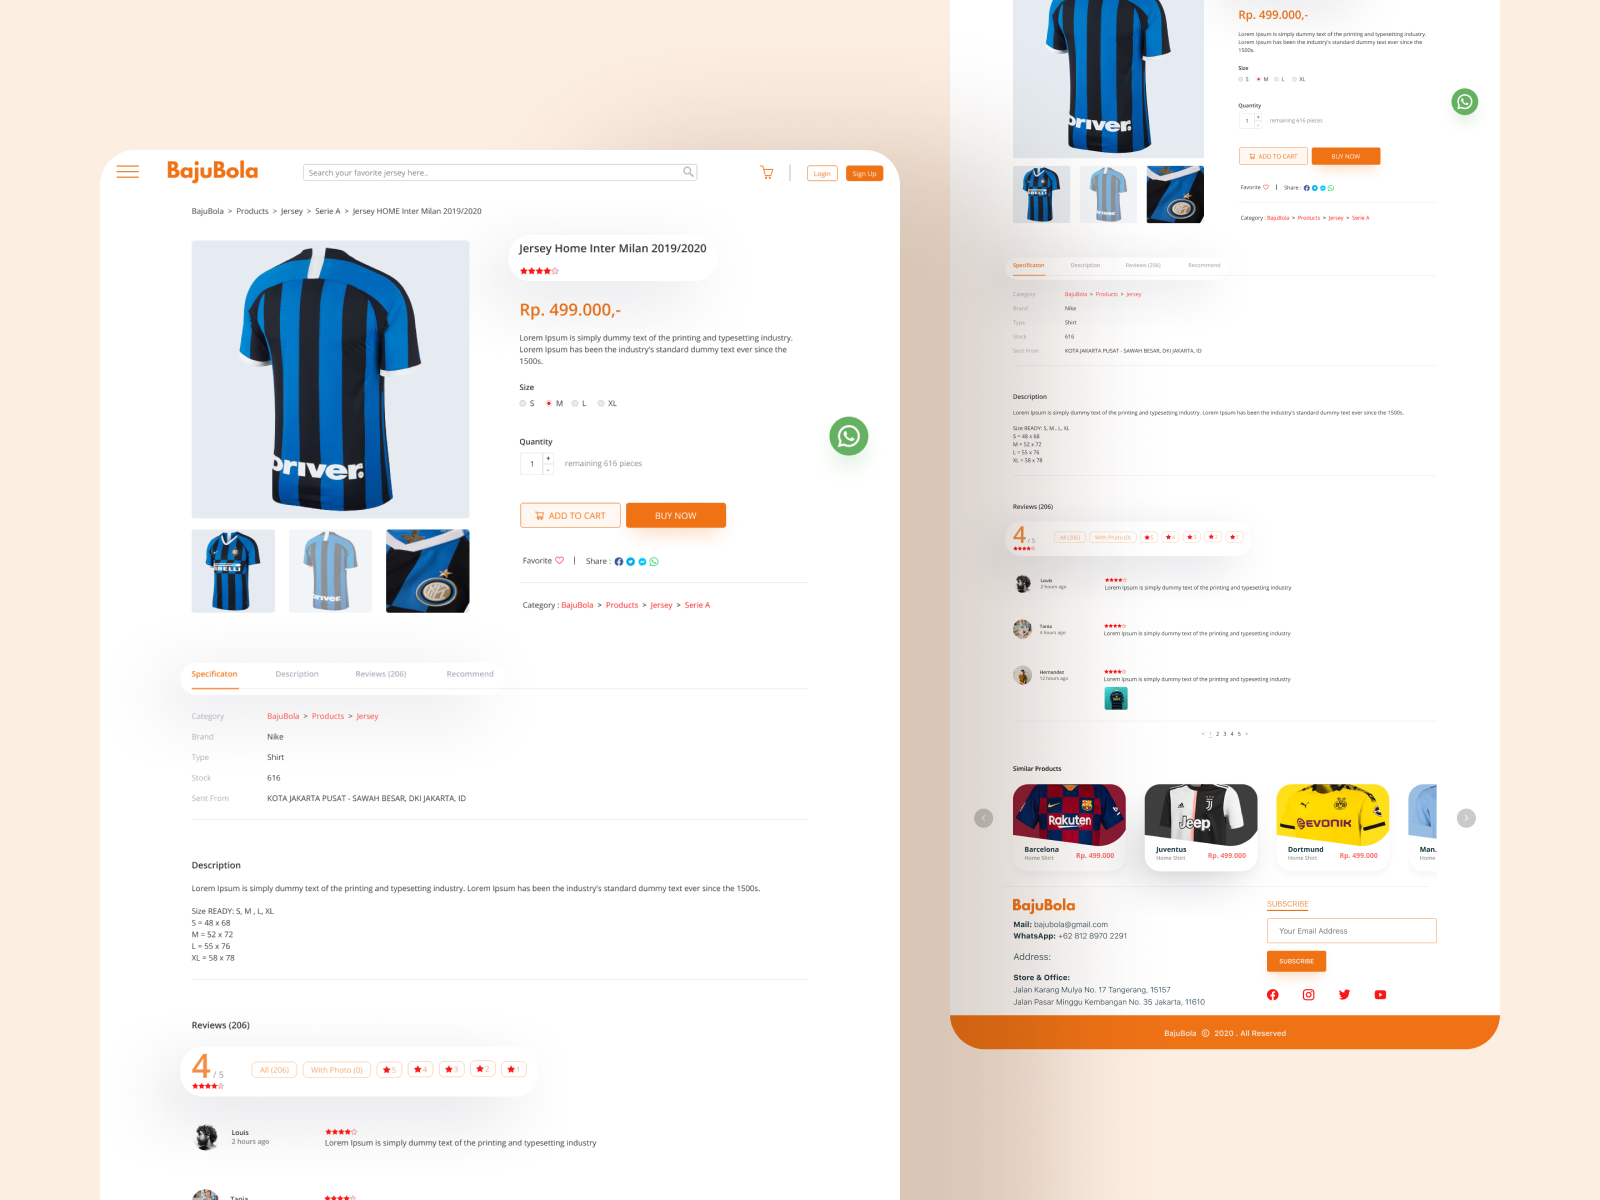 BajuBola
Search your favorite jersey here..
Login
Sign Up
BajuBola > Products > Jersey > Serie A > Jersey HOME Inter Milan 2019/2020
Jersey Home Inter Milan 2019/2020
Rp. 499.000,-
Lorem Ipsum is simply dummy text of the printing and typesetting industry.
Lorem Ipsum has been the industry's standard dummy text ever since the
1500s.
Size
S M L XL
Quantity
1 + -
remaining 616 pieces
ADD TO CART
BUY NOW
Favorite | Share :
Category : BajuBola > Products > Jersey > Serie A
Driver.
IRELLI
Driver.
Specificaton Description Reviews (206) Recommend
Category BajuBola > Products > Jersey
Brand Nike
Type Shirt
Stock 616
Sent From KOTA JAKARTA PUSAT - SAWAH BESAR, DKI JAKARTA, ID
Description
Lorem Ipsum is simply dummy text of the printing and typesetting industry. Lorem Ipsum has been the industry's standard dummy text ever since the 1500s.
Size READY: S, M , L, XL
S = 48 x 68
M = 52 x 72
L = 55 x 76
XL = 58 x 78
Reviews (206)
4 / 5
All (206) With Photo (0) 5 4 3 2 1
Louis
2 hours ago
Lorem Ipsum is simply dummy text of the printing and typesetting industry
Tania
Rp. 499.000,-
Lorem Ipsum is simply dummy text of the printing and typesetting industry.
Lorem Ipsum has been the industry's standard dummy text ever since the
1500s.
Size
S M L XL
Quantity
1 + -
remaining 616 pieces
ADD TO CART
BUY NOW
Favorite | Share :
Category : BajuBola > Products > Jersey > Serie A
Driver.
Specificaton Description Reviews (206) Recommend
Category BajuBola > Products > Jersey
Brand Nike
Type Shirt
Stock 616
Sent From KOTA JAKARTA PUSAT - SAWAH BESAR, DKI JAKARTA, ID
Description
Lorem Ipsum is simply dummy text of the printing and typesetting industry. Lorem Ipsum has been the industry's standard dummy text ever since the 1500s.
Size READY: S, M , L, XL
S = 48 x 68
M = 52 x 72
L = 55 x 76
XL = 58 x 78
Reviews (206)
4 / 5
All (206) With Photo (0) 5 4 3 2 1
Louis
2 hours ago
Lorem Ipsum is simply dummy text of the printing and typesetting industry
Tania
4 hours ago
Lorem Ipsum is simply dummy text of the printing and typesetting industry
Hernandez
12 hours ago
Lorem Ipsum is simply dummy text of the printing and typesetting industry
< 1 2 3 4 5 >
Similar Products
Rakuten
Barcelona
Home Shirt
Rp. 499.000
Jeep
Juventus
Home Shirt
Rp. 499.000
EVONIK
Dortmund
Home Shirt
Rp. 499.000
Man.
Home
BajuBola
Mail: bajubola@gmail.com
WhatsApp: +62 812 8970 2291
Address:
Store & Office:
Jalan Karang Mulya No. 17 Tangerang, 15157
Jalan Pasar Minggu Kembangan No. 35 Jakarta, 11610
SUBSCRIBE
Your Email Address
SUBSCRIBE
BajuBola © 2020 . All Reserved